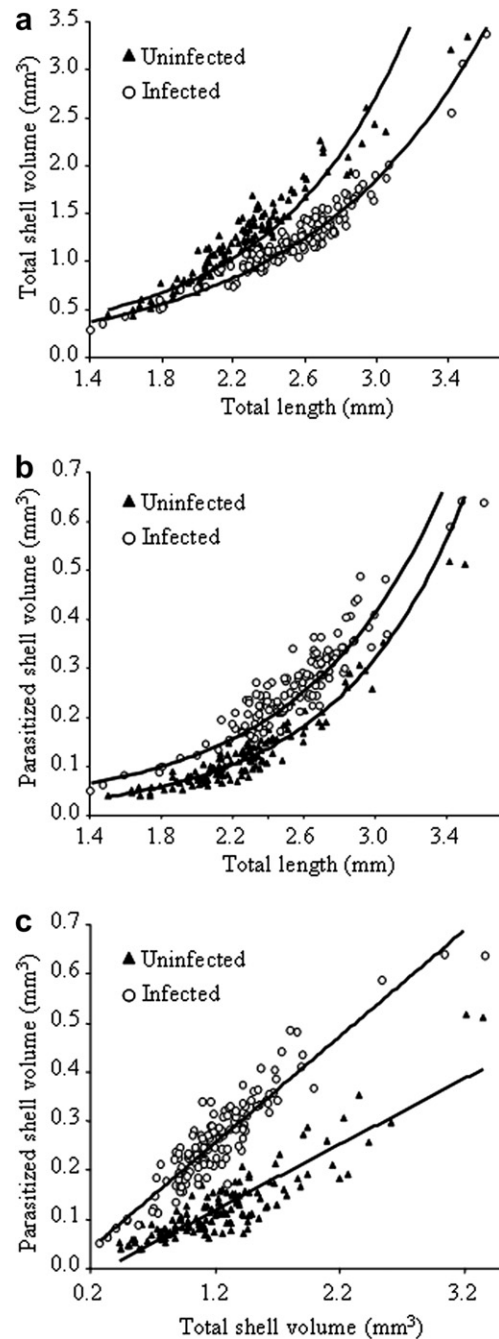 a
3.5
3.0
2.5
2.0
1.5
1.0
0.5
0.0
Total shell volume (mm³)
Uninfected
Infected
1.4 1.8 2.2 2.6 3.0 3.4
Total length (mm)
b
0.7
0.6
0.5
0.4
0.3
0.2
0.1
0.0
Parasitized shell volume (mm³)
Uninfected
Infected
1.4 1.8 2.2 2.6 3.0 3.4
Total length (mm)
c
0.7
0.6
0.5
0.4
0.3
0.2
0.1
0.0
Parasitized shell volume (mm³)
Uninfected
Infected
0.2 1.2 2.2 3.2
Total shell volume (mm³)